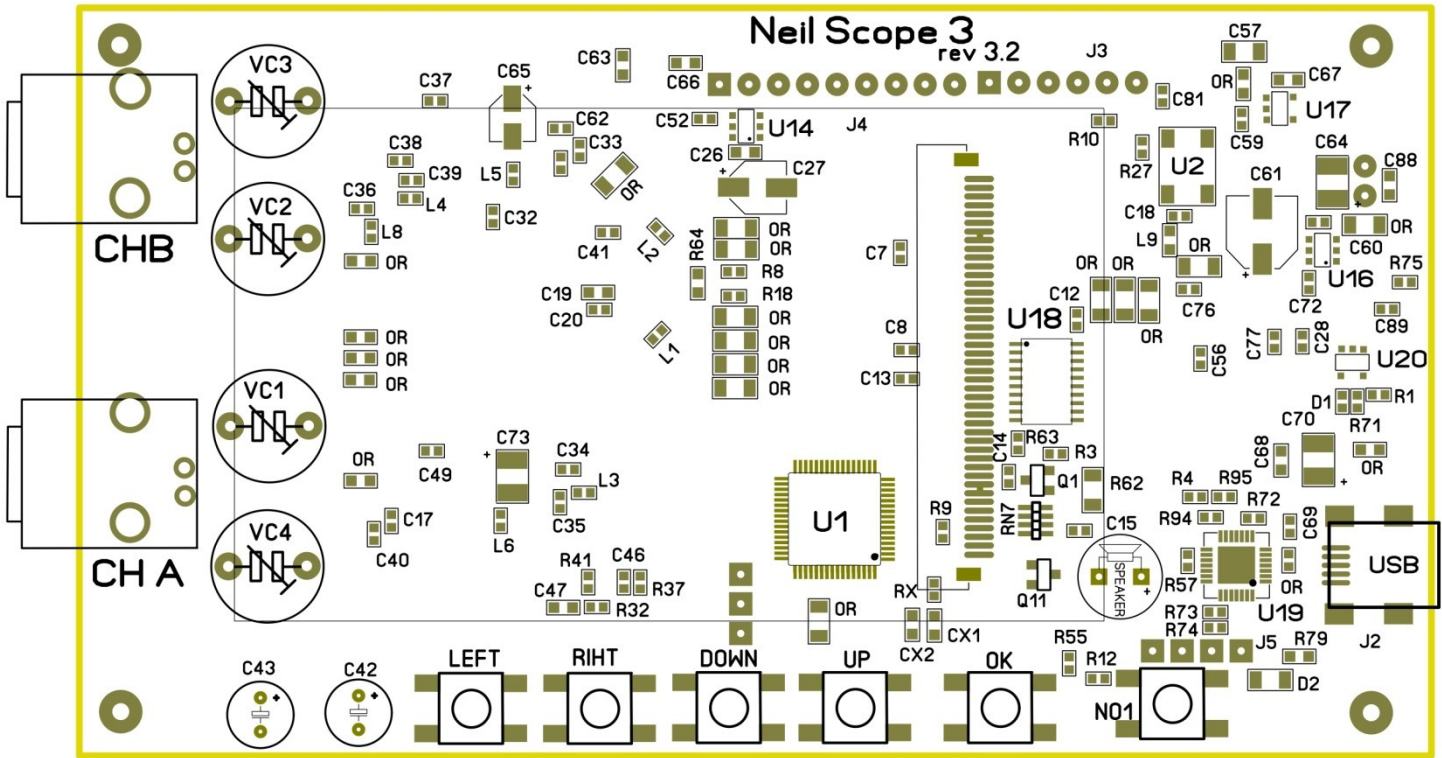 Neil Scope 3
rev 3.2
J3
C57
C63
C66
VC3
C37
C65
+
0R
C67
C81
U17
C62
C52
U14
J4
R10
C59
C33
C38
C26
R27
U2
C64
C88
L5
0R
C27
C61
C39
C36
L4
VC2
C32
C18
+
CHB
L8
C41
L2
R64
0R
0R
C7
L9
C60
0R
0R
R8
0R
0R
+
U16
R75
C19
R18
C12
C76
C72
C20
0R
U18
C89
0R
L1
0R
C8
C77
C28
0R
0R
C56
U20
0R
0R
C13
VC1
D1
R1
C73
+
C70
R71
0R
C49
C34
C14
R63
R3
C68
0R
L3
Q1
R62
R4
R95
+
C17
C35
U1
R9
RN7
C15
R94
R72
C69
VC4
C40
L6
CH A
R41
C46
SPEAKER
R57
0R
USB
C47
R37
RX
Q11
+
U19
R32
0R
R73
CX1
R74
CX2
R55
J5
R79
J2
C43
C42
LEFT
RIHT
DOWN
UP
OK
R12
+
+
NO1
D2